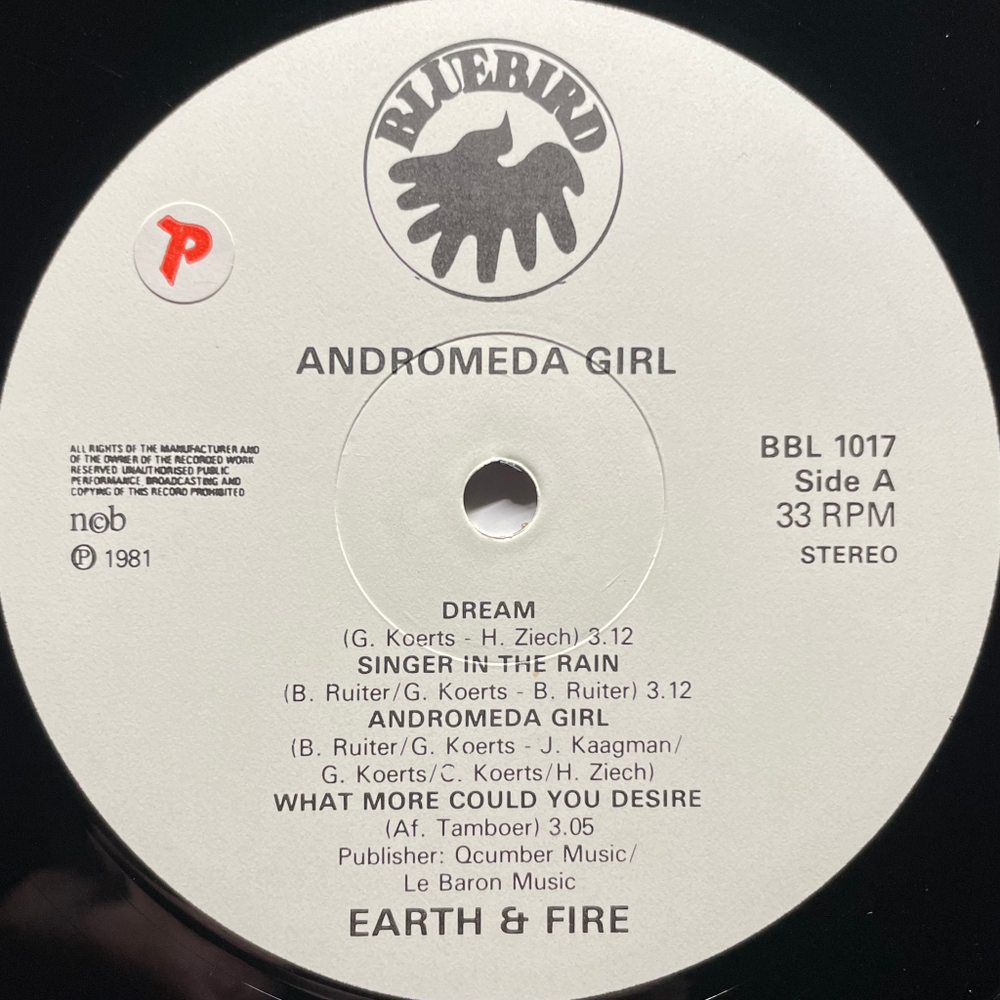 BLUEBIRD
P
ANDROMEDA GIRL
ALL RIGHTS OF THE MANUFACTURER AND
OF THE OWNER OF THE RECORDED WORK
RESERVED UNAUTHORISED PUBLIC
PERFORMANCE, BROADCASTING AND
COPYING OF THIS RECORD PROHIBITED
n©b
℗ 1981
BBL 1017
Side A
33 RPM
STEREO
DREAM
(G. Koerts - H. Ziech) 3.12
SINGER IN THE RAIN
(B. Ruiter/G. Koerts - B. Ruiter) 3.12
ANDROMEDA GIRL
(B. Ruiter/G. Koerts - J. Kaagman/
G. Koerts/C. Koerts/H. Ziech)
WHAT MORE COULD YOU DESIRE
(Af. Tamboer) 3.05
Publisher: Qcumber Music/
Le Baron Music
EARTH & FIRE